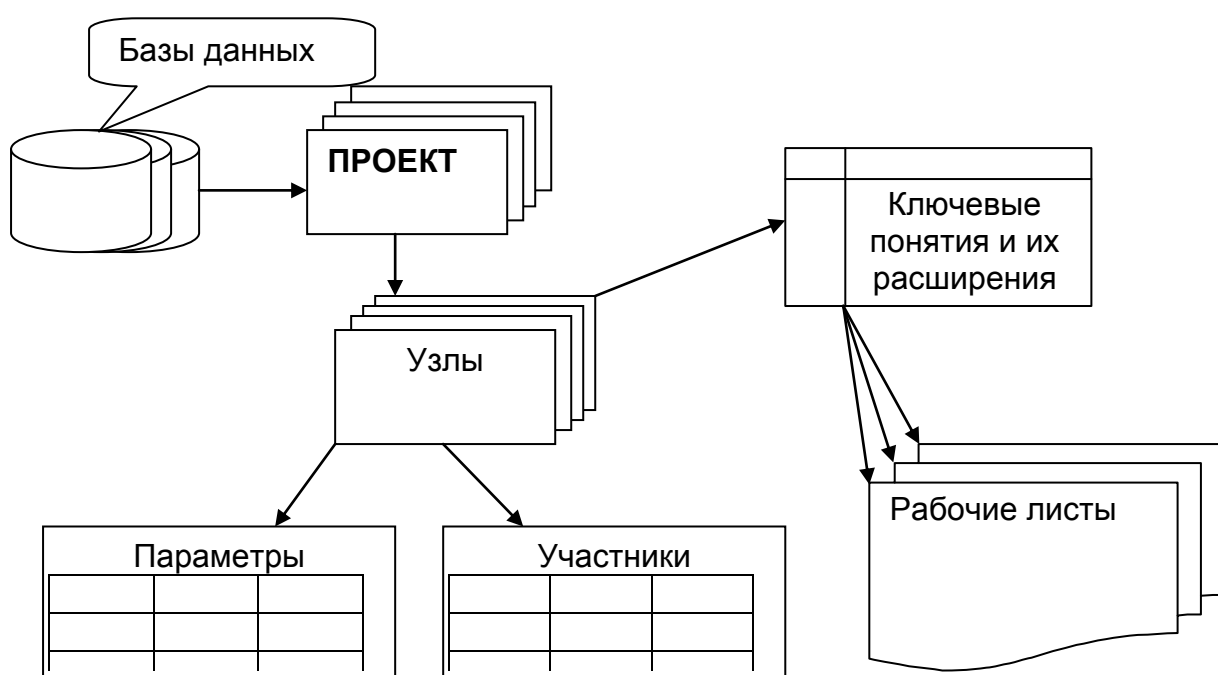 Базы данных
ПРОЕКТ
Ключевые
понятия и их
расширения
Узлы
Рабочие листы
Параметры
Участники